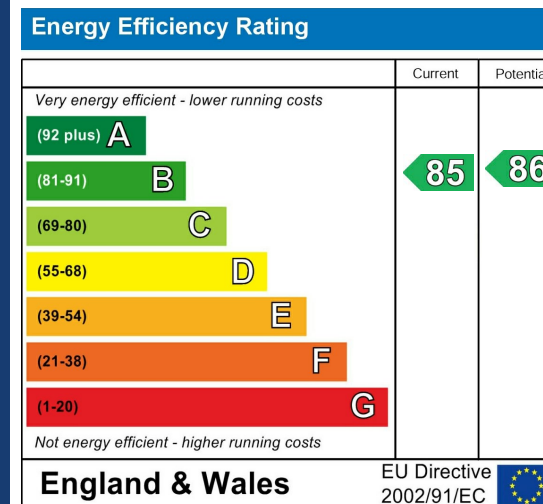 Energy Efficiency Rating
Current Potentia
Very energy efficient - lower running costs
(92 plus) A
(81-91) B 85 86
(69-80) C
(55-68) D
(39-54) E
(21-38) F
(1-20) G
Not energy efficient - higher running costs
England & Wales
EU Directive
2002/91/EC